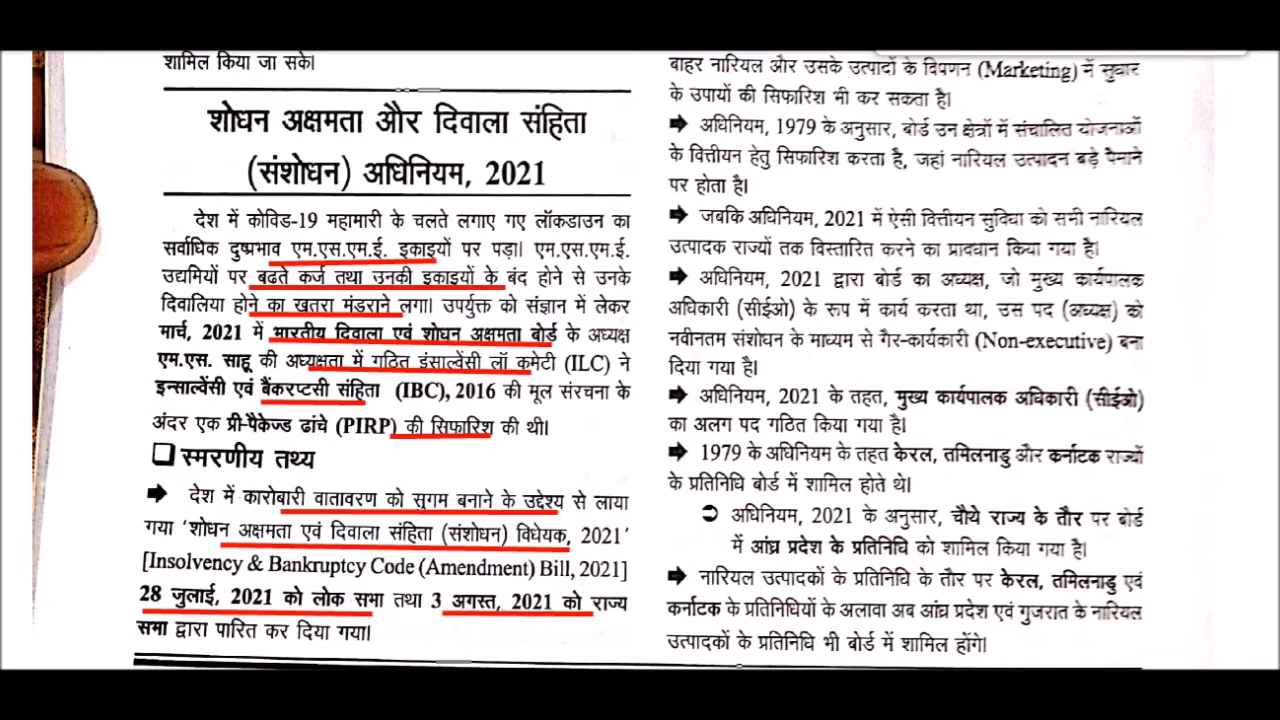 शामिल किया जा सके।
शोधन अक्षमता और दिवाला संहिता
(संशोधन) अधिनियम, 2021
देश में कोविड-19 महामारी के चलते लगाए गए लॉकडाउन का
सर्वाधिक दुष्प्रभाव एम.एस.एम.ई. इकाइयों पर पड़ा। एम.एस.एम.ई.
उद्यमियों पर बढ़ते कर्ज तथा उनकी इकाइयों के बंद होने से उनके
दिवालिया होने का खतरा मंडराने लगा। उपर्युक्त को संज्ञान में लेकर
मार्च, 2021 में भारतीय दिवाला एवं शोधन अक्षमता बोर्ड के अध्यक्ष
एम.एस. साहू की अध्यक्षता में गठित इंसाल्वेंसी लॉ कमेटी (ILC) ने
इन्साल्वेंसी एवं बैंकरप्टसी संहिता (IBC), 2016 की मूल संरचना के
अंदर एक प्री-पैकेज्ड ढांचे (PIRP) की सिफारिश की थी।
❑ स्मरणीय तथ्य
➡ देश में कारोबारी वातावरण को सुगम बनाने के उद्देश्य से लाया
गया 'शोधन अक्षमता एवं दिवाला संहिता (संशोधन) विधेयक, 2021'
[Insolvency & Bankruptcy Code (Amendment) Bill, 2021]
28 जुलाई, 2021 को लोक सभा तथा 3 अगस्त, 2021 को राज्य
सभा द्वारा पारित कर दिया गया।
बाहर नारियल और उसके उत्पादों के विपणन (Marketing) में सुधार
के उपायों की सिफारिश भी कर सकता है।
➡ अधिनियम, 1979 के अनुसार, बोर्ड उन क्षेत्रों में संचालित योजनाओं
के वित्तीयन हेतु सिफारिश करता है, जहां नारियल उत्पादन बड़े पैमाने
पर होता है।
➡ जबकि अधिनियम, 2021 में ऐसी वित्तीयन सुविधा को सभी नारियल
उत्पादक राज्यों तक विस्तारित करने का प्रावधान किया गया है।
➡ अधिनियम, 2021 द्वारा बोर्ड का अध्यक्ष, जो मुख्य कार्यपालक
अधिकारी (सीईओ) के रूप में कार्य करता था, उस पद (अध्यक्ष) को
नवीनतम संशोधन के माध्यम से गैर-कार्यकारी (Non-executive) बना
दिया गया है।
➡ अधिनियम, 2021 के तहत, मुख्य कार्यपालक अधिकारी (सीईओ)
का अलग पद गठित किया गया है।
➡ 1979 के अधिनियम के तहत केरल, तमिलनाडु और कर्नाटक राज्यों
के प्रतिनिधि बोर्ड में शामिल होते थे।
➲ अधिनियम, 2021 के अनुसार, चौथे राज्य के तौर पर बोर्ड
में आंध्र प्रदेश के प्रतिनिधि को शामिल किया गया है।
➡ नारियल उत्पादकों के प्रतिनिधि के तौर पर केरल, तमिलनाडु एवं
कर्नाटक के प्रतिनिधियों के अलावा अब आंध्र प्रदेश एवं गुजरात के नारियल
उत्पादकों के प्रतिनिधि भी बोर्ड में शामिल होंगे।